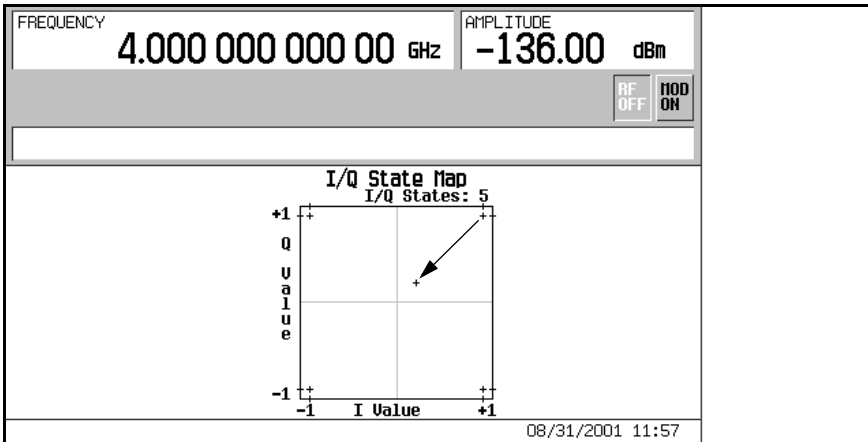 FREQUENCY
4.000 000 000 00 GHz
AMPLITUDE
-136.00 dBm
RF OFF
MOD ON
I/Q State Map
I/Q States: 5
+1
Q Value
-1
-1 I Value +1
08/31/2001 11:57